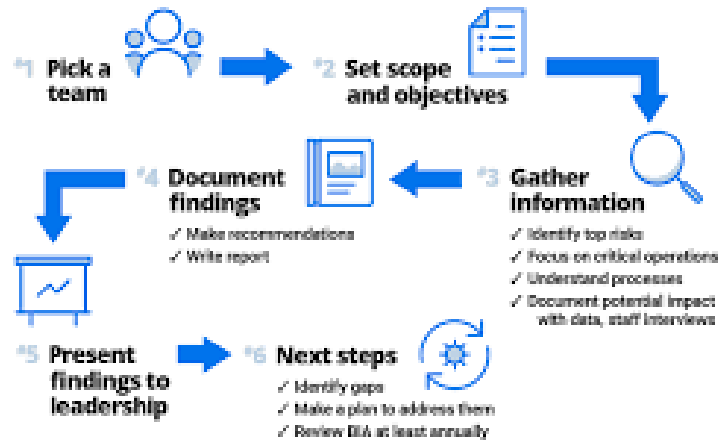 #1 Pick a
team
#2 Set scope
and objectives
#3 Gather
information
✓ Identify top risks
✓ Focus on critical operations
✓ Understand processes
✓ Document potential impact
with data, staff interviews
#4 Document
findings
✓ Make recommendations
✓ Write report
#5 Present
findings to
leadership
#6 Next steps
✓ Identify gaps
✓ Make a plan to address them
✓ Review BIA at least annually